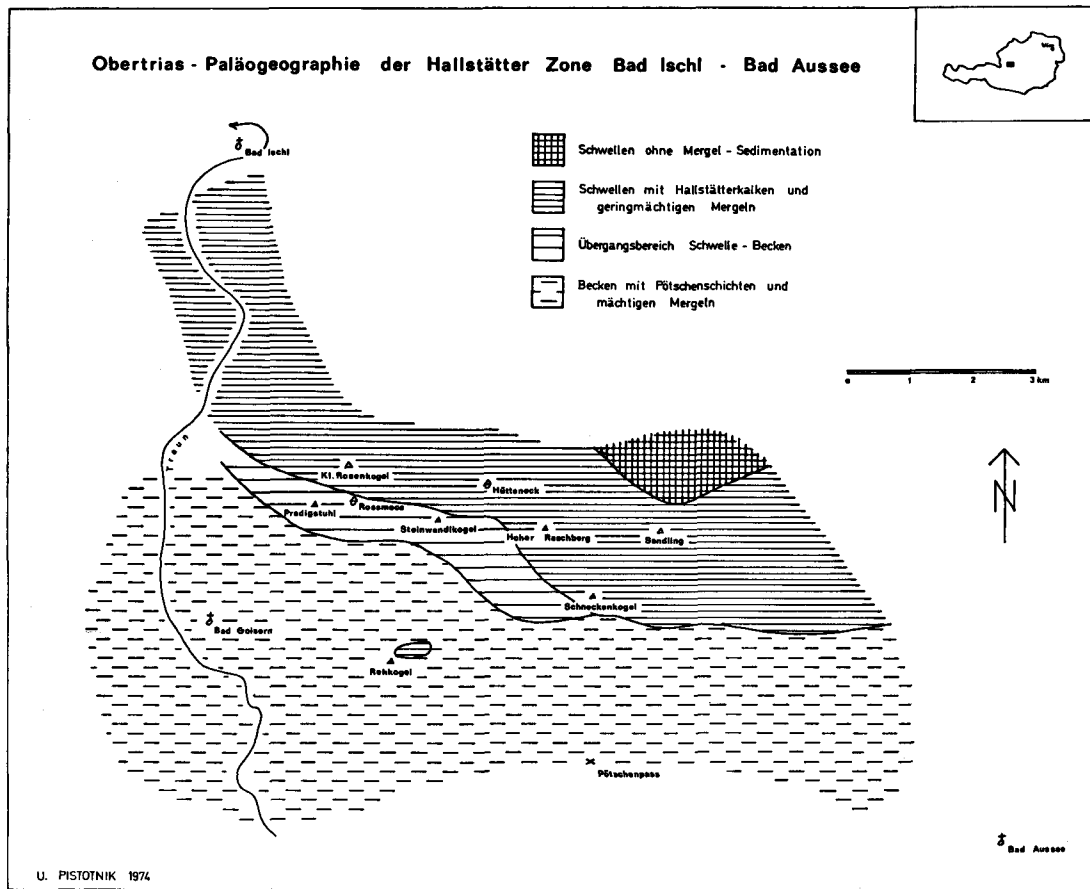 Obertrias - Paläogeographie der Hallstätter Zone Bad Ischl - Bad Aussee
Wien
Bad Ischl
Schwellen ohne Mergel - Sedimentation
Schwellen mit Hallstätterkalken und
geringmächtigen Mergeln
Übergangsbereich Schwelle - Becken
Becken mit Pötschenschichten und
mächtigen Mergeln
0 1 2 3 km
Traun
Kl. Rosenkogel
Hütteneck
Predigstuhl
Rossmoos
Steinwandlkogel
Hoher Raschberg
Sandling
N
Schneckenkogel
Bad Goisern
Rehkogel
Pötschenpass
Bad Aussee
U. PISTOTNIK 1974